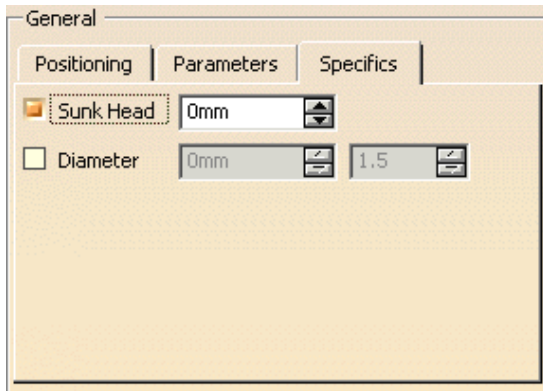 General
Positioning Parameters Specifics
Sunk Head 0mm
Diameter 0mm 1.5